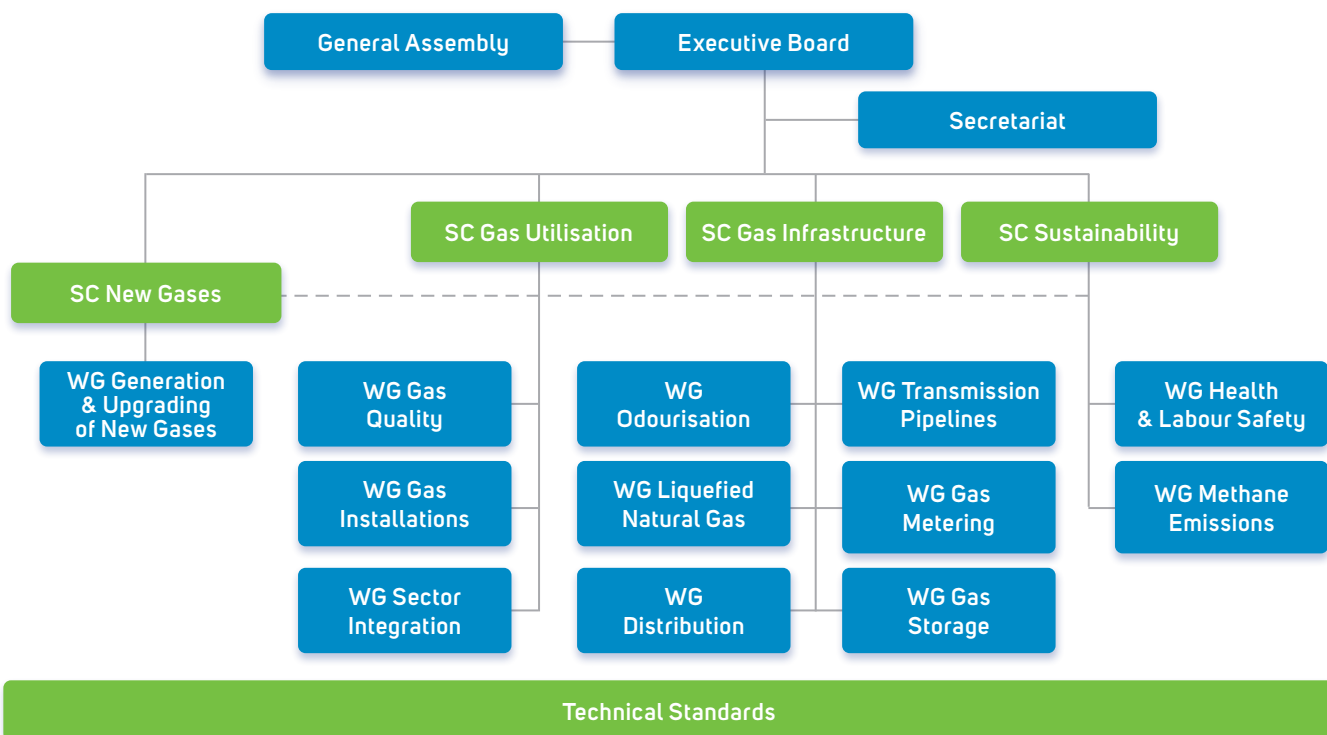 General Assembly
Executive Board
Secretariat
SC Gas Utilisation
SC Gas Infrastructure
SC Sustainability
SC New Gases
WG Generation
& Upgrading
of New Gases
WG Gas
Quality
WG
Odourisation
WG Transmission
Pipelines
WG Health
& Labour Safety
WG Gas
Installations
WG Liquefied
Natural Gas
WG Gas
Metering
WG Methane
Emissions
WG Sector
Integration
WG
Distribution
WG Gas
Storage
Technical Standards